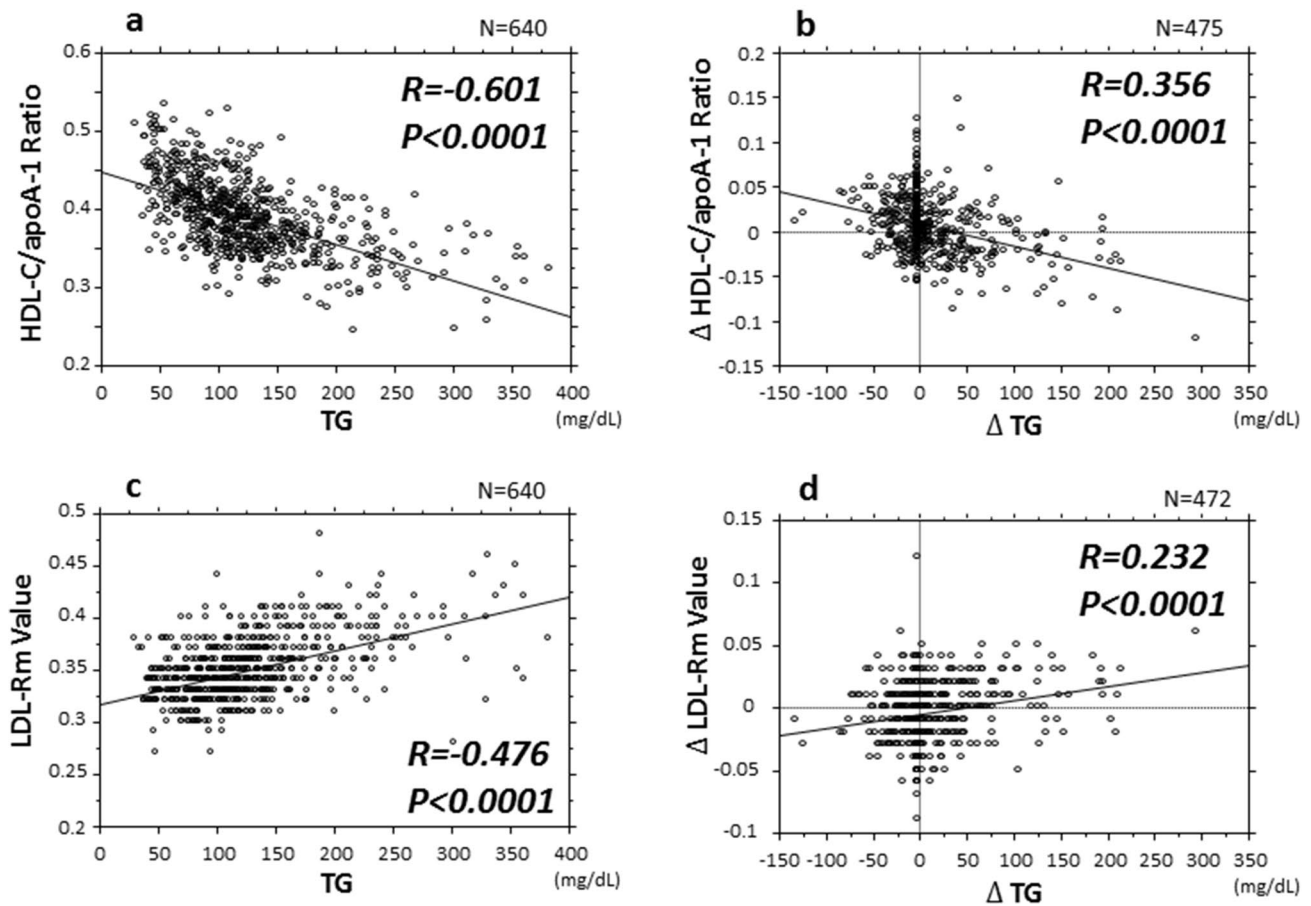 a
N=640
R=-0.601
P<0.0001
HDL-C/apoA-1 Ratio
0.6
0.5
0.4
0.3
0.2
0 50 100 150 200 250 300 350 400
TG
(mg/dL)
b
N=475
R=0.356
P<0.0001
Δ HDL-C/apoA-1 Ratio
0.2
0.15
0.1
0.05
0
-0.15
-0.1
-0.15
-150 -100 -50 0 50 100 150 200 250 300 350
Δ TG
(mg/dL)
c
N=640
R=-0.476
P<0.0001
LDL-Rm Value
0.5
0.45
0.4
0.35
0.3
0.25
0.2
0 50 100 150 200 250 300 350 400
TG
(mg/dL)
d
N=472
R=0.232
P<0.0001
Δ LDL-Rm Value
0.15
0.1
0.05
0
-0.05
-0.1
-150 -100 -50 0 50 100 150 200 250 300 350
Δ TG
(mg/dL)